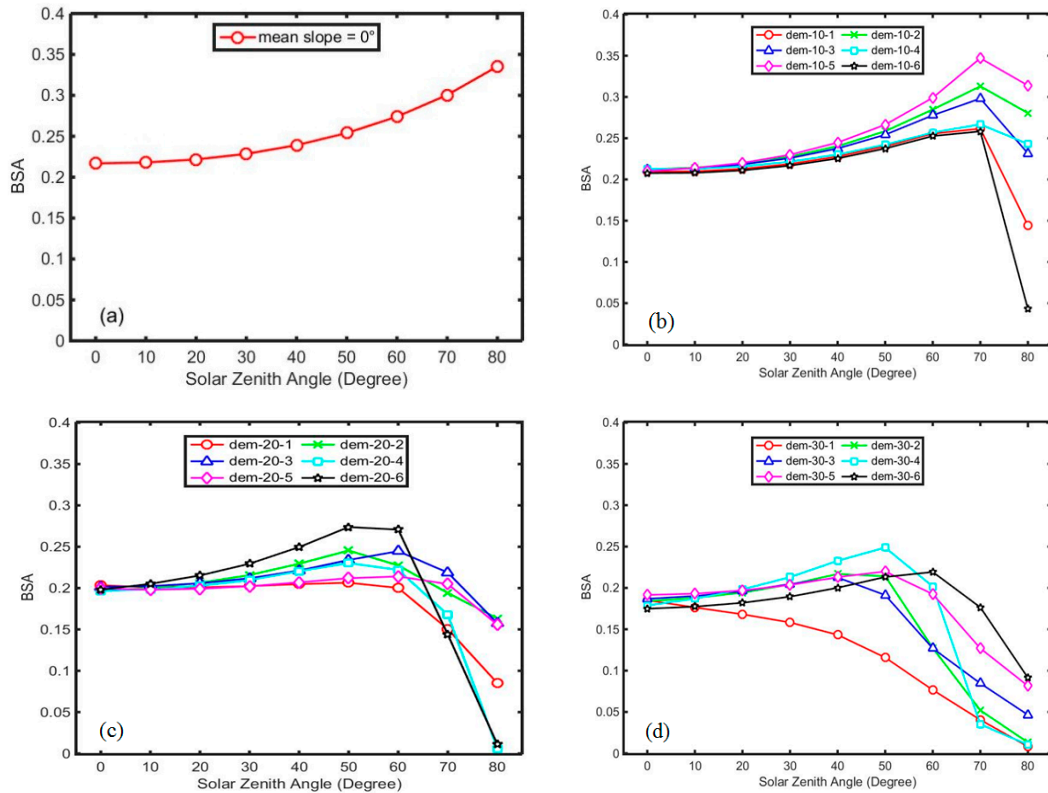 0.4
mean slope = 0°
0.35
0.3
0.25
0.2
0.15
0.1
0.05
0
BSA
(a)
0 10 20 30 40 50 60 70 80
Solar Zenith Angle (Degree)
0.4
dem-10-1 dem-10-2
dem-10-3 dem-10-4
dem-10-5 dem-10-6
0.35
0.3
0.25
0.2
0.15
0.1
0.05
0
BSA
(b)
0 10 20 30 40 50 60 70 80
Solar Zenith Angle (Degree)
0.4
dem-20-1 dem-20-2
dem-20-3 dem-20-4
dem-20-5 dem-20-6
0.35
0.3
0.25
0.2
0.15
0.1
0.05
0
BSA
(c)
0 10 20 30 40 50 60 70 80
Solar Zenith Angle (Degree)
0.4
dem-30-1 dem-30-2
dem-30-3 dem-30-4
dem-30-5 dem-30-6
0.35
0.3
0.25
0.2
0.15
0.1
0.05
0
BSA
(d)
0 10 20 30 40 50 60 70 80
Solar Zenith Angle (Degree)